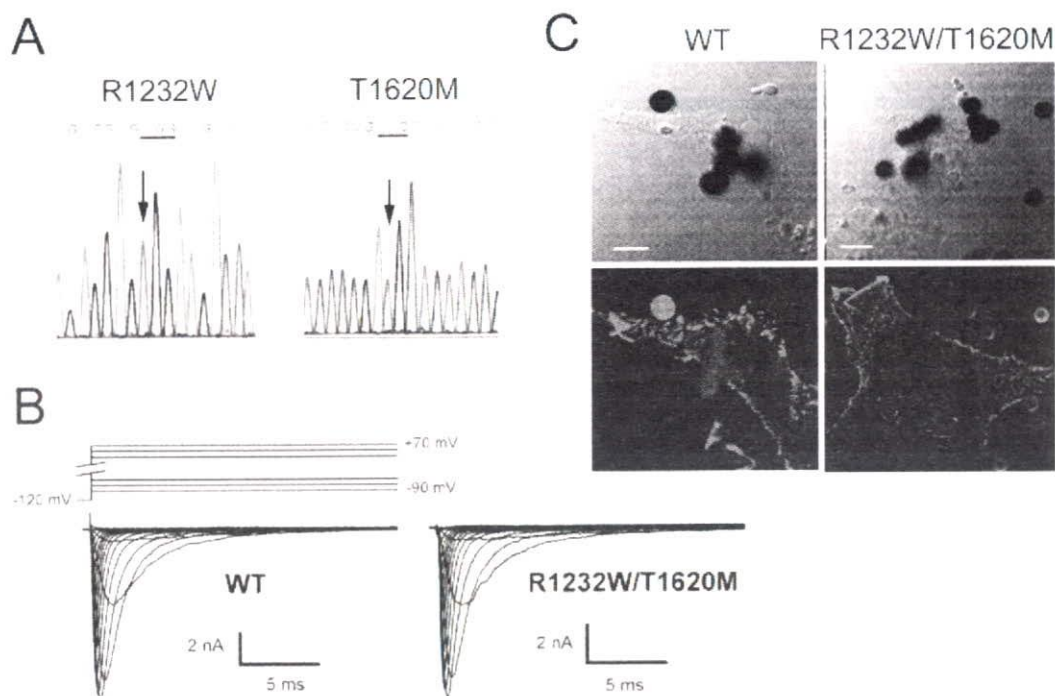 A
R1232W T1620M
C
WT R1232W/T1620M
B
+70 mV
-90 mV
-120 mV
WT
2 nA
5 ms
R1232W/T1620M
2 nA
5 ms